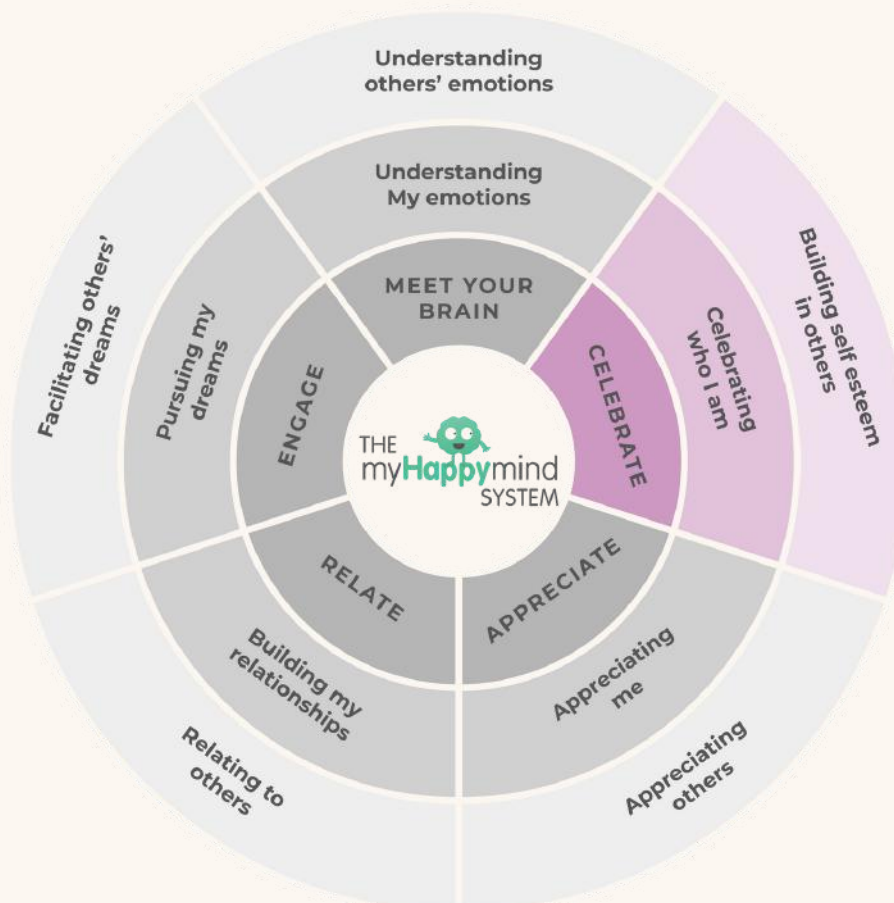 Understanding
others' emotions
Understanding
My emotions
MEET YOUR
BRAIN
Building self esteem
in others
Celebrating
who I am
CELEBRATE
Appreciating
others
Appreciating
me
APPRECIATE
Relating to
others
Building my
relationships
RELATE
Facilitating others'
dreams
Pursuing my
dreams
ENGAGE
THE
myHappymind
SYSTEM